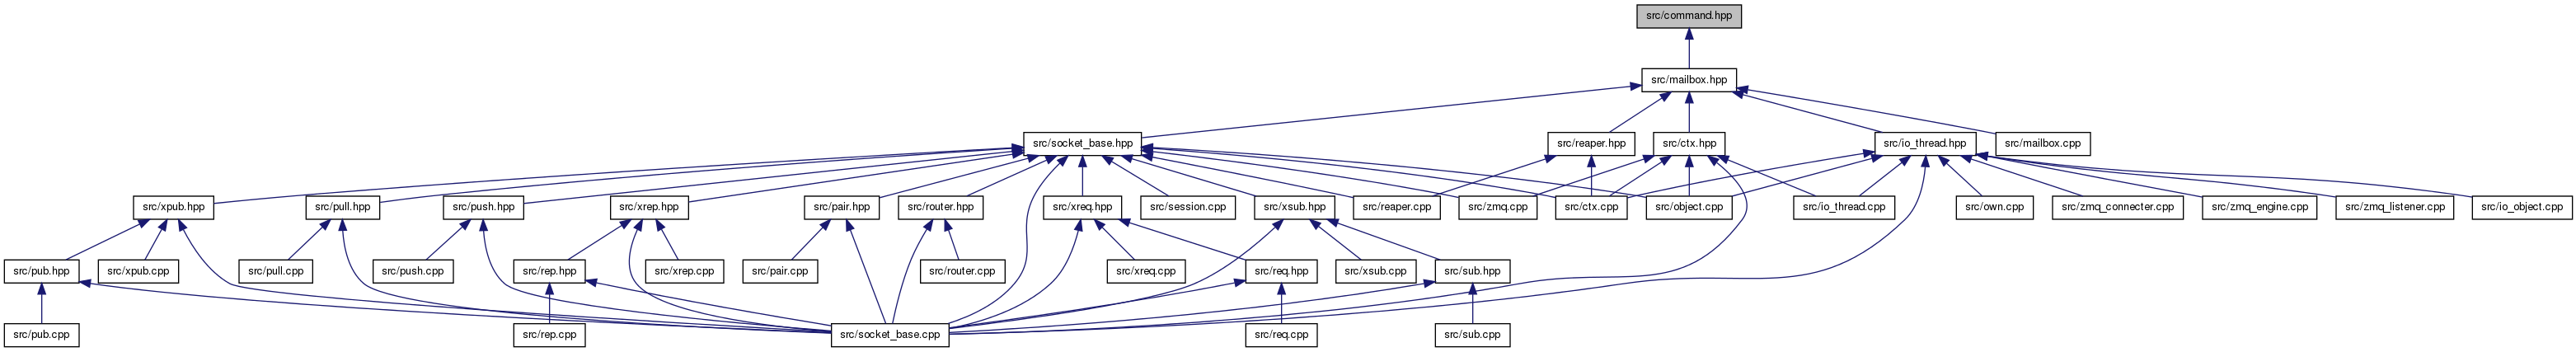 src/command.hpp
src/mailbox.hpp
src/socket_base.hpp
src/reaper.hpp
src/ctx.hpp
src/io_thread.hpp
src/mailbox.cpp
src/xpub.hpp
src/pull.hpp
src/push.hpp
src/xrep.hpp
src/pair.hpp
src/router.hpp
src/xreq.hpp
src/session.cpp
src/xsub.hpp
src/reaper.cpp
src/zmq.cpp
src/ctx.cpp
src/object.cpp
src/io_thread.cpp
src/own.cpp
src/zmq_connecter.cpp
src/zmq_engine.cpp
src/zmq_listener.cpp
src/io_object.cpp
src/pub.hpp
src/xpub.cpp
src/pull.cpp
src/push.cpp
src/rep.hpp
src/xrep.cpp
src/pair.cpp
src/router.cpp
src/xreq.cpp
src/req.hpp
src/xsub.cpp
src/sub.hpp
src/pub.cpp
src/rep.cpp
src/socket_base.cpp
src/req.cpp
src/sub.cpp